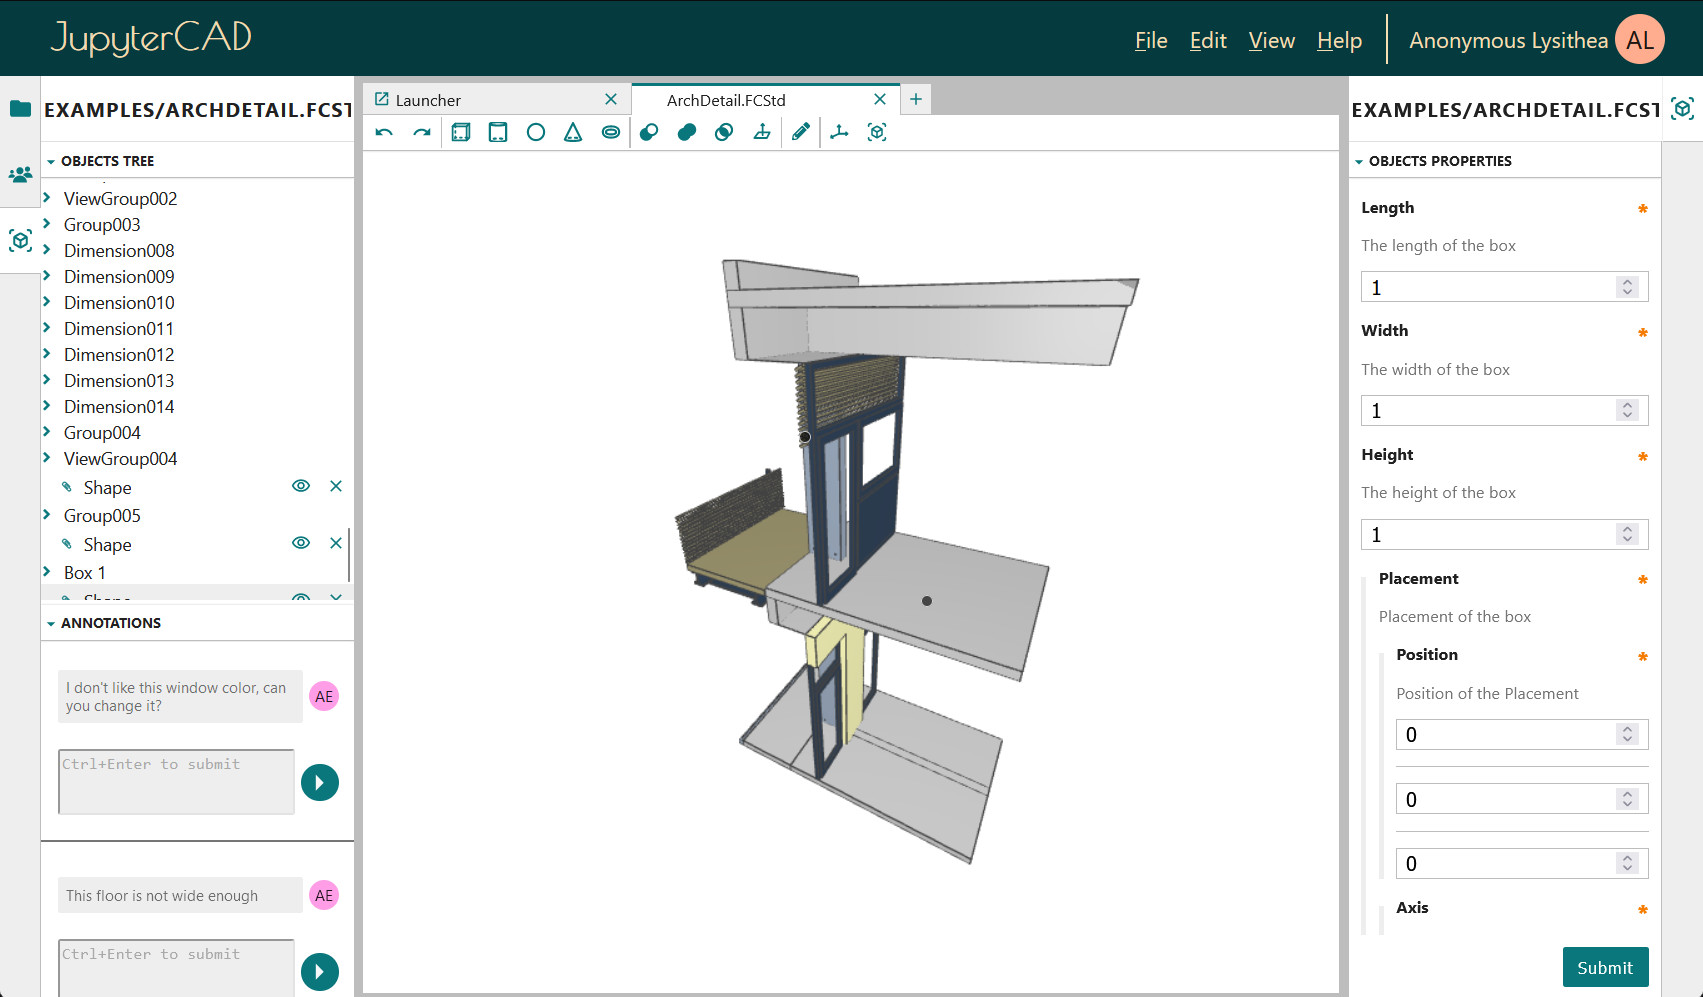 JupyterCAD
File Edit View Help
Anonymous Lysithea AL
EXAMPLES/ARCHDETAIL.FCST
OBJECTS TREE
ViewGroup002
Group003
Dimension008
Dimension009
Dimension010
Dimension011
Dimension012
Dimension013
Dimension014
Group004
ViewGroup004
Shape
Group005
Shape
Box 1
Shape
ANNOTATIONS
I don't like this window color, can
you change it?
AE
Ctrl+Enter to submit
This floor is not wide enough
AE
Ctrl+Enter to submit
Launcher
ArchDetail.FCStd
EXAMPLES/ARCHDETAIL.FCST
OBJECTS PROPERTIES
Length *
The length of the box
1
Width *
The width of the box
1
Height *
The height of the box
1
Placement *
Placement of the box
Position *
Position of the Placement
0
0
0
Axis *
Submit